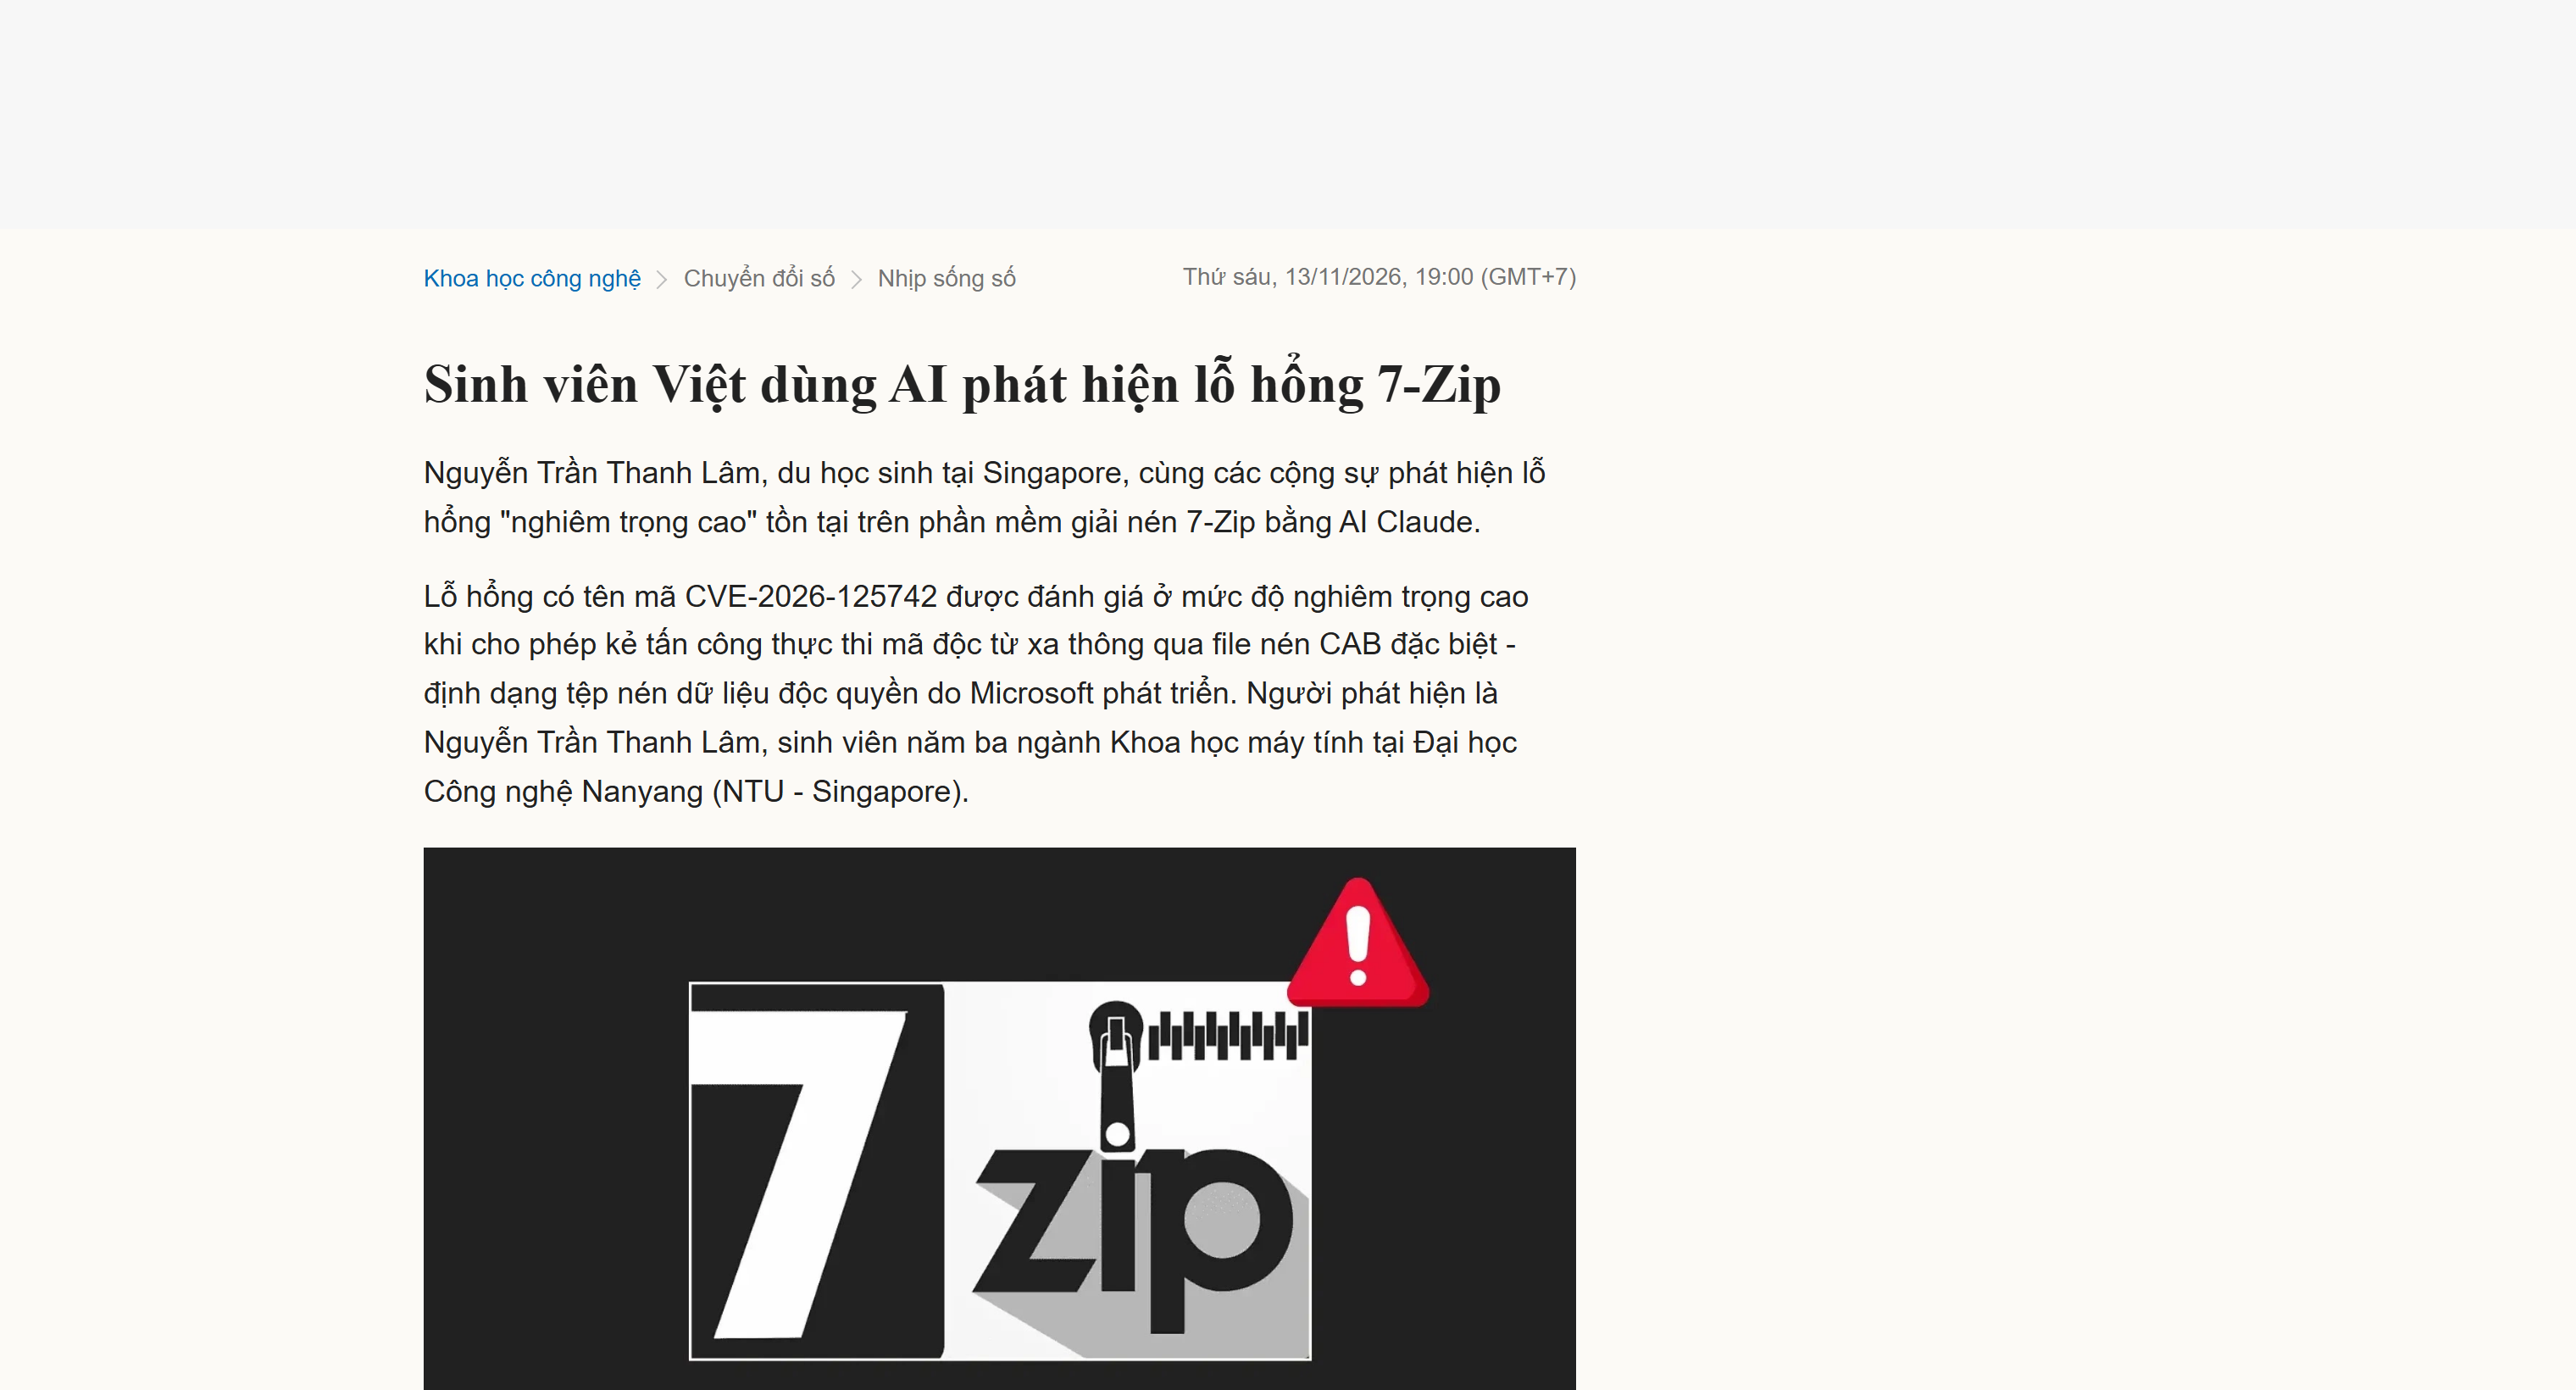 Khoa học công nghệ > Chuyển đổi số > Nhịp sống số
Thứ sáu, 13/11/2026, 19:00 (GMT+7)
Sinh viên Việt dùng AI phát hiện lỗ hổng 7-Zip
Nguyễn Trần Thanh Lâm, du học sinh tại Singapore, cùng các cộng sự phát hiện lỗ
hổng "nghiêm trọng cao" tồn tại trên phần mềm giải nén 7-Zip bằng AI Claude.
Lỗ hổng có tên mã CVE-2026-125742 được đánh giá ở mức độ nghiêm trọng cao
khi cho phép kẻ tấn công thực thi mã độc từ xa thông qua file nén CAB đặc biệt -
định dạng tệp nén dữ liệu độc quyền do Microsoft phát triển. Người phát hiện là
Nguyễn Trần Thanh Lâm, sinh viên năm ba ngành Khoa học máy tính tại Đại học
Công nghệ Nanyang (NTU - Singapore).
7 zip